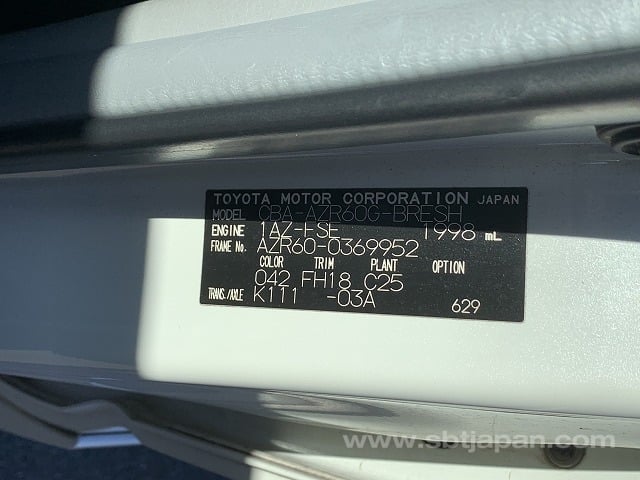 TOYOTA MOTOR CORPORATION JAPAN
MODEL CBA-AZR60G-BRESH
ENGINE 1AZ-FSE 1998 mL
FRAME No. AZR60-0369952
COLOR TRIM PLANT OPTION
042 FH18 C25
TRANS./AXLE K111 -03A 629
www.sbtjapan.com